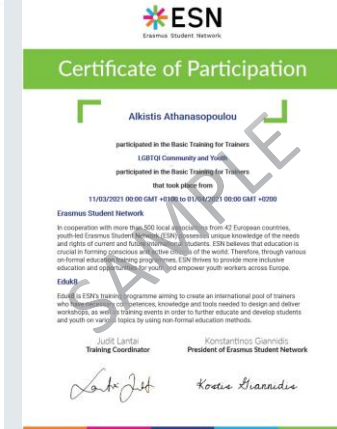 ESN
Erasmus Student Network
Certificate of Participation
Alkistis Athanasopoulou
participated in the Basic Training for Trainers
LGBTQI Community and Youth
participated in the Basic Training for Trainers
that took place from
11/03/2021 00:00 GMT +0100 to 01/04/2021 00:00 GMT +0200
Erasmus Student Network
In cooperation with more than 500 local associations from 42 European countries,
youth-led Erasmus Student Network (ESN) possesses unique knowledge of the needs
and rights of current and future international students. ESN believes that education is
crucial in forming conscious and active citizens of the world. Therefore, through various
on-formal education training programmes, ESN thrives to provide more inclusive
education and opportunities for youth and empower youth workers across Europe.
Eduk8
Eduk8 is ESN's training programme aiming to create an international pool of trainers
who have necessary competences, knowledge and tools needed to design and deliver
workshops, as well as training events in order to further educate and develop students
and youth on various topics by using non-formal education methods.
SAMPLE
Judit Lantai
Training Coordinator
Konstantinos Giannidis
President of Erasmus Student Network
Kostis Giannidis